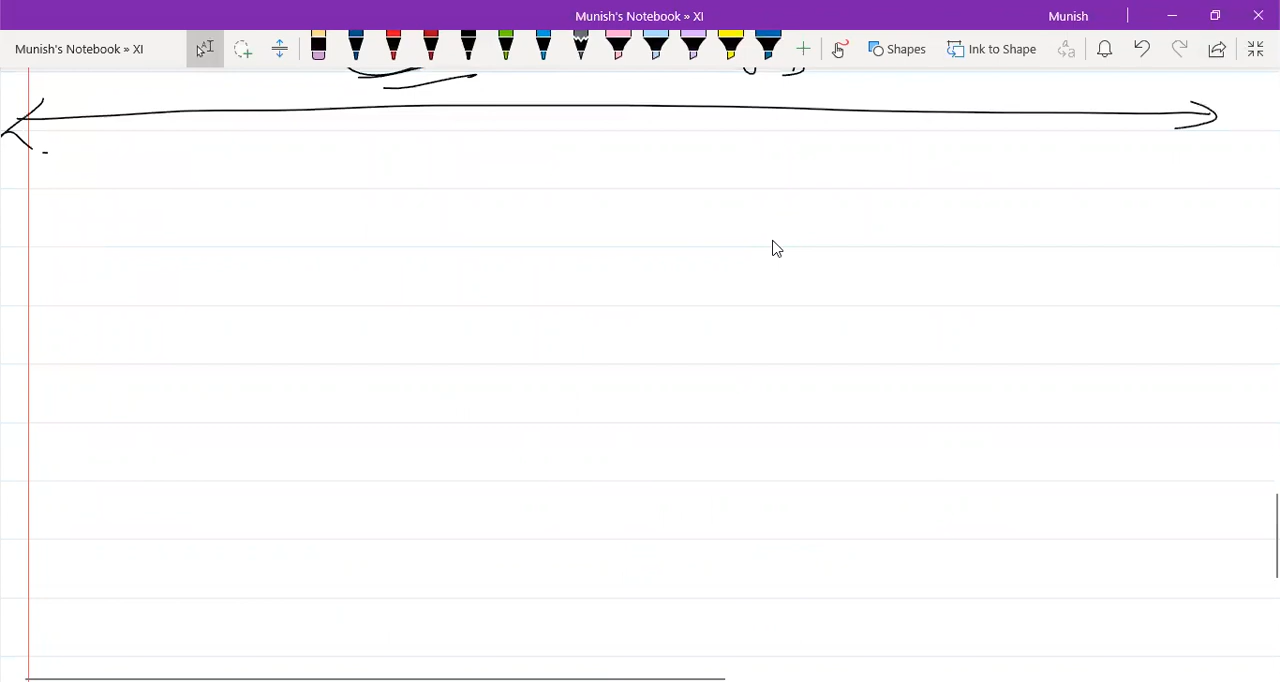 Munish's Notebook » XI
Munish
Munish's Notebook » XI
Shapes
Ink to Shape